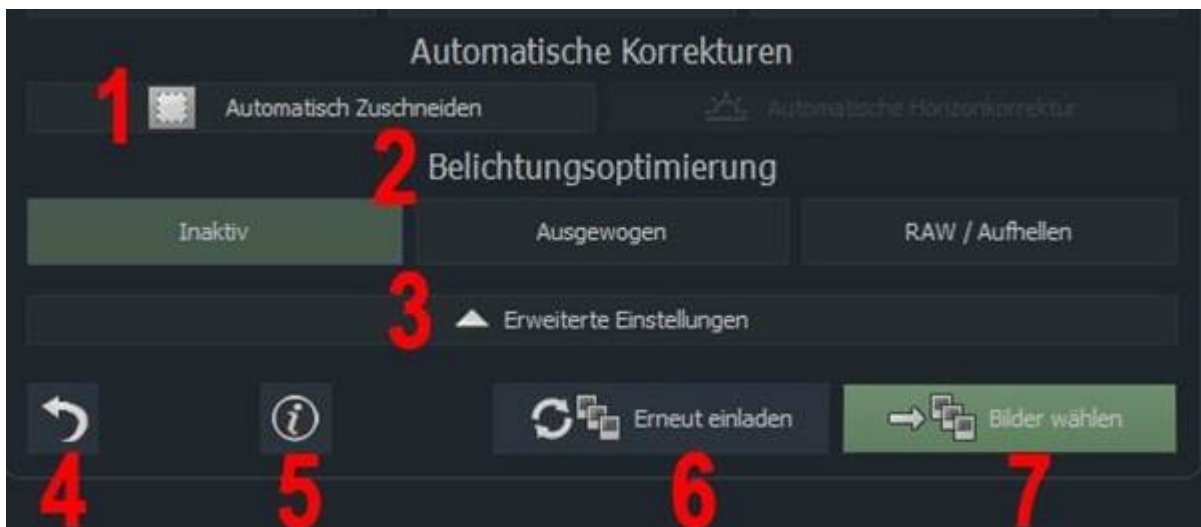 Automatische Korrekturen
1 Automatisch Zuschneiden Automatische Horizonkorrektur
2 Belichtungsoptimierung
Inaktiv Ausgewogen RAW / Aufhellen
3 Erweiterte Einstellungen
Erneut einladen Bilder wählen
4 5 6 7